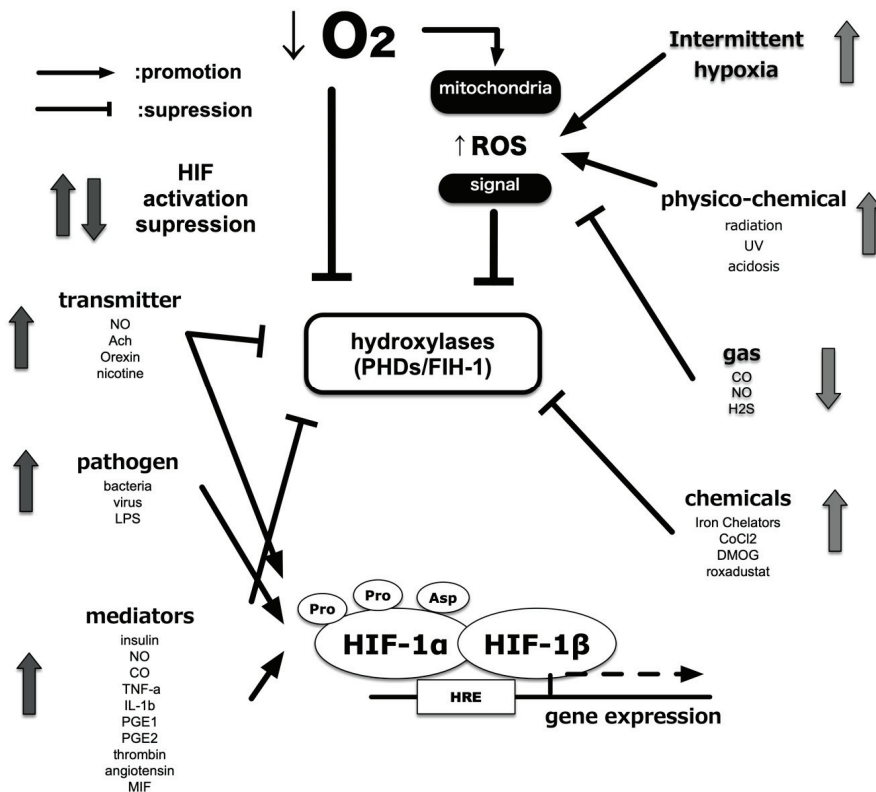 ↓ O2
:promotion
:supression
HIF
activation
supression
mitochondria
↑ ROS
signal
Intermittent
hypoxia
physico-chemical
radiation
UV
acidosis
transmitter
NO
Ach
Orexin
nicotine
hydroxylases
(PHDs/FIH-1)
gas
CO
NO
H2S
pathogen
bacteria
virus
LPS
chemicals
Iron Chelators
CoCl2
DMOG
roxadustat
mediators
insulin
NO
CO
TNF-a
IL-1b
PGE1
PGE2
thrombin
angiotensin
MIF
Pro
Pro
Asp
HIF-1α
HIF-1β
HRE
gene expression